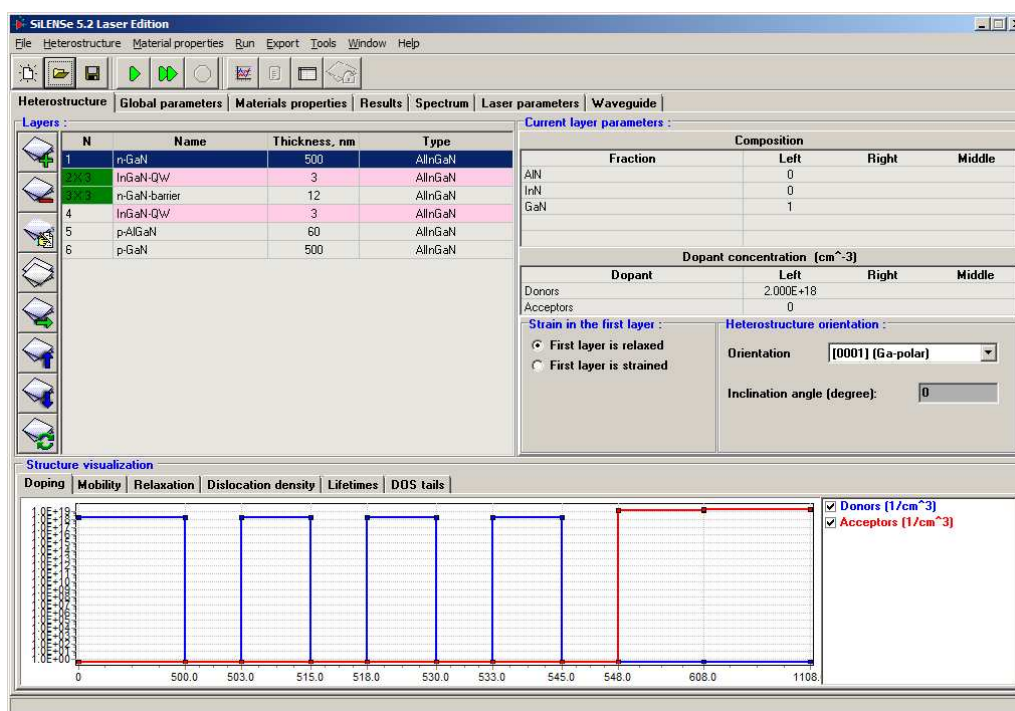 SiLENSe 5.2 Laser Edition
File Heterostructure Material properties Run Export Tools Window Help
Heterostructure Global parameters Materials properties Results Spectrum Laser parameters Waveguide
Layers :
N Name Thickness, nm Type
1 n-GaN 500 AlInGaN
2 X 3 InGaN-QW 3 AlInGaN
3 X 3 n-GaN-barrier 12 AlInGaN
4 InGaN-QW 3 AlInGaN
5 p-AlGaN 60 AlInGaN
6 p-GaN 500 AlInGaN
Current layer parameters :
Composition
Fraction Left Right Middle
AlN 0
InN 0
GaN 1
Dopant concentration (cm^-3)
Dopant Left Right Middle
Donors 2.000E+18
Acceptors 0
Strain in the first layer :
First layer is relaxed
First layer is strained
Heterostructure orientation :
Orientation [0001] (Ga-polar)
Inclination angle (degree): 0
Structure visualization
Doping Mobility Relaxation Dislocation density Lifetimes DOS tails
1.0E+19
1.0E+00
0 500.0 503.0 515.0 518.0 530.0 533.0 545.0 548.0 608.0 1108.
Donors (1/cm^3)
Acceptors (1/cm^3)